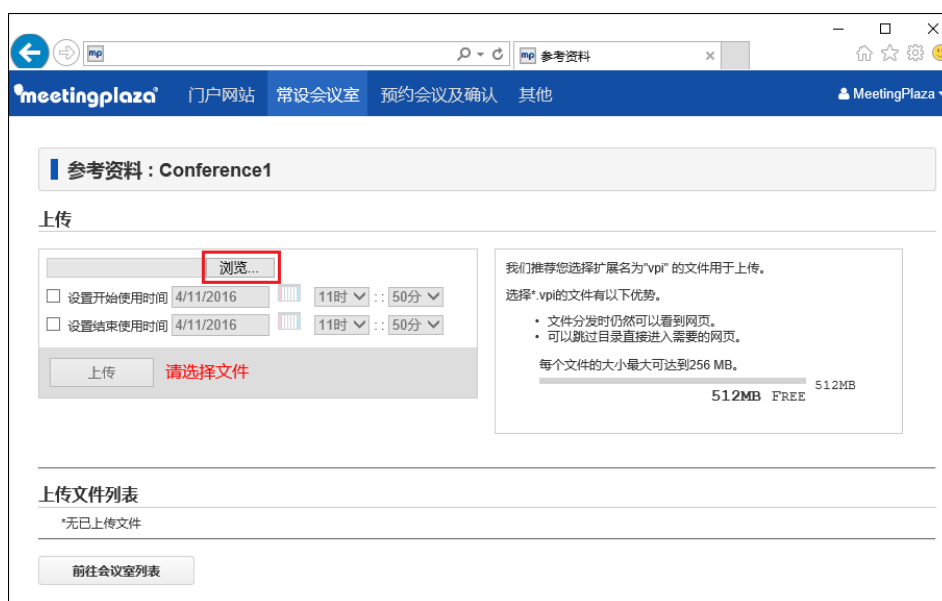 mp
mp 参考资料
meetingplaza 门户网站 常设会议室 预约会议及确认 其他 MeetingPlaza
参考资料 : Conference1
上传
浏览...
设置开始使用时间 4/11/2016 11时 : : 50分
设置结束使用时间 4/11/2016 11时 : : 50分
上传 请选择文件
我们推荐您选择扩展名为"vpi" 的文件用于上传。
选择*.vpi的文件有以下优势。
• 文件分发时仍然可以看到网页。
• 可以跳过目录直接进入需要的网页。
每个文件的大小最大可达到256 MB。
512MB
512MB FREE
上传文件列表
*无已上传文件
前往会议室列表